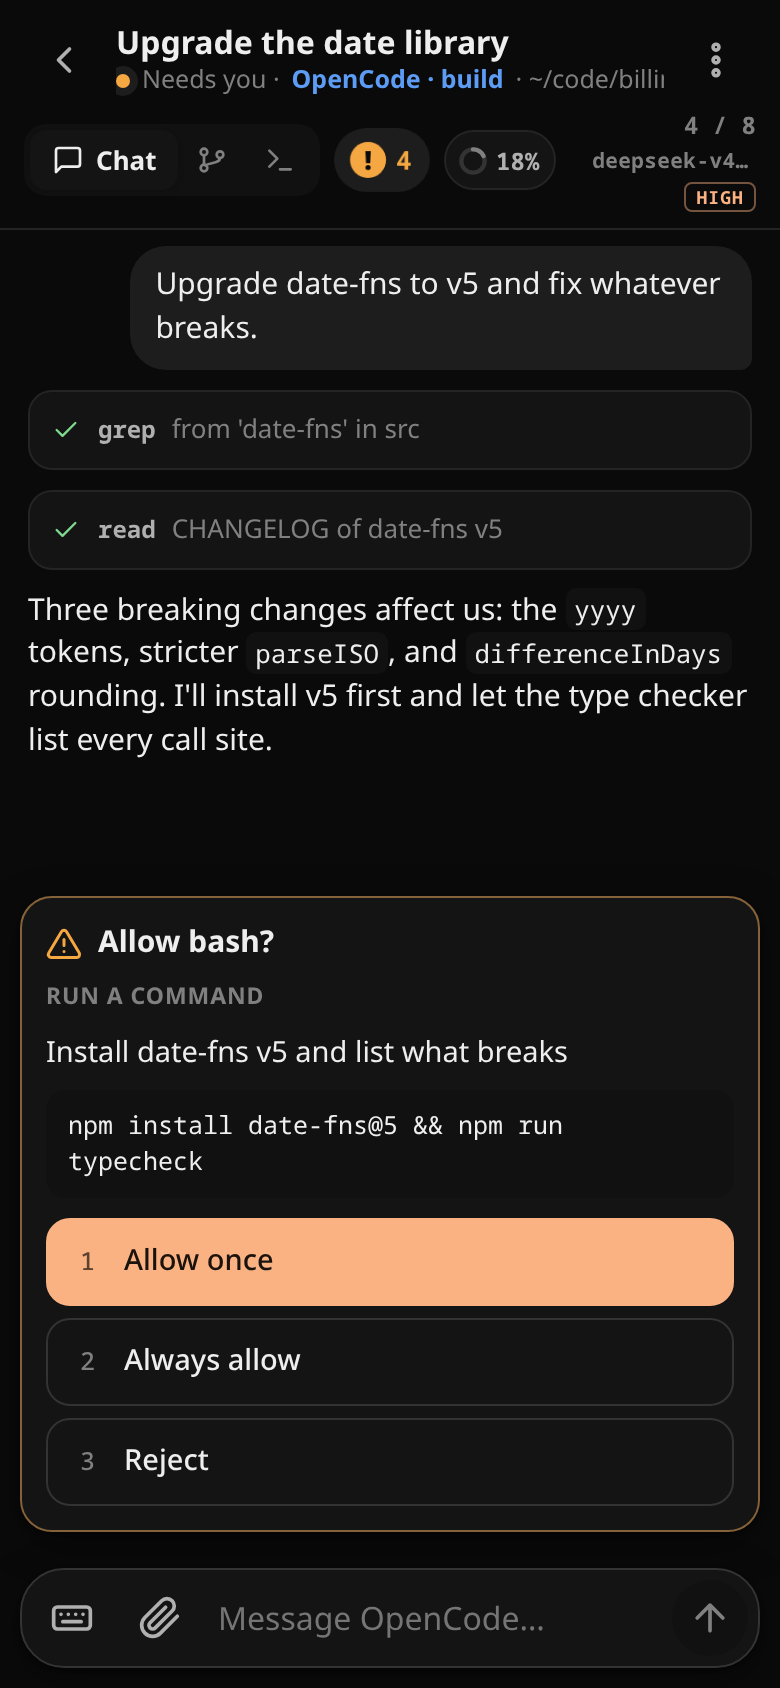 Upgrade the date library
Needs you · OpenCode · build · ~/code/billi
4 / 8
Chat
! 4
18%
deepseek-v4…
HIGH
Upgrade date-fns to v5 and fix whatever
breaks.
grep from 'date-fns' in src
read CHANGELOG of date-fns v5
Three breaking changes affect us: the yyyy
tokens, stricter parseISO, and differenceInDays
rounding. I'll install v5 first and let the type checker
list every call site.
Allow bash?
RUN A COMMAND
Install date-fns v5 and list what breaks
npm install date-fns@5 && npm run
typecheck
1 Allow once
2 Always allow
3 Reject
Message OpenCode...